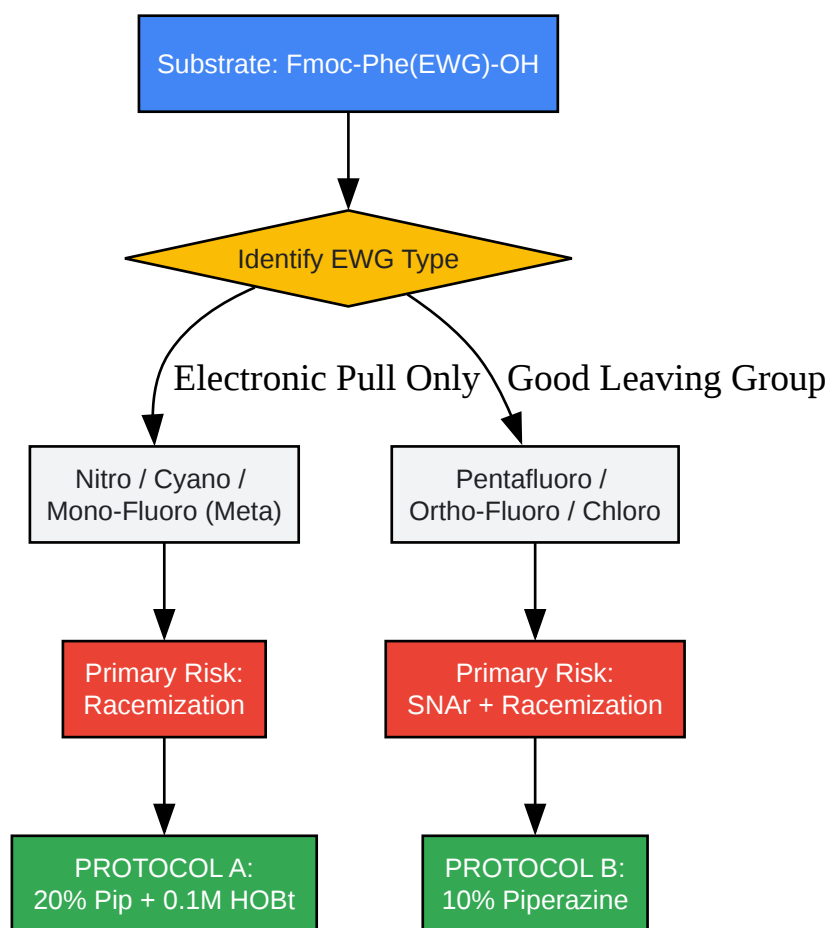 Substrate: Fmoc-Phe(EWG)-OH
Identify EWG Type
Electronic Pull Only
Good Leaving Group
Nitro / Cyano /
Mono-Fluoro (Meta)
Pentafluoro /
Ortho-Fluoro / Chloro
Primary Risk:
Racemization
Primary Risk:
SNAr + Racemization
PROTOCOL A:
20% Pip + 0.1M HOBt
PROTOCOL B:
10% Piperazine